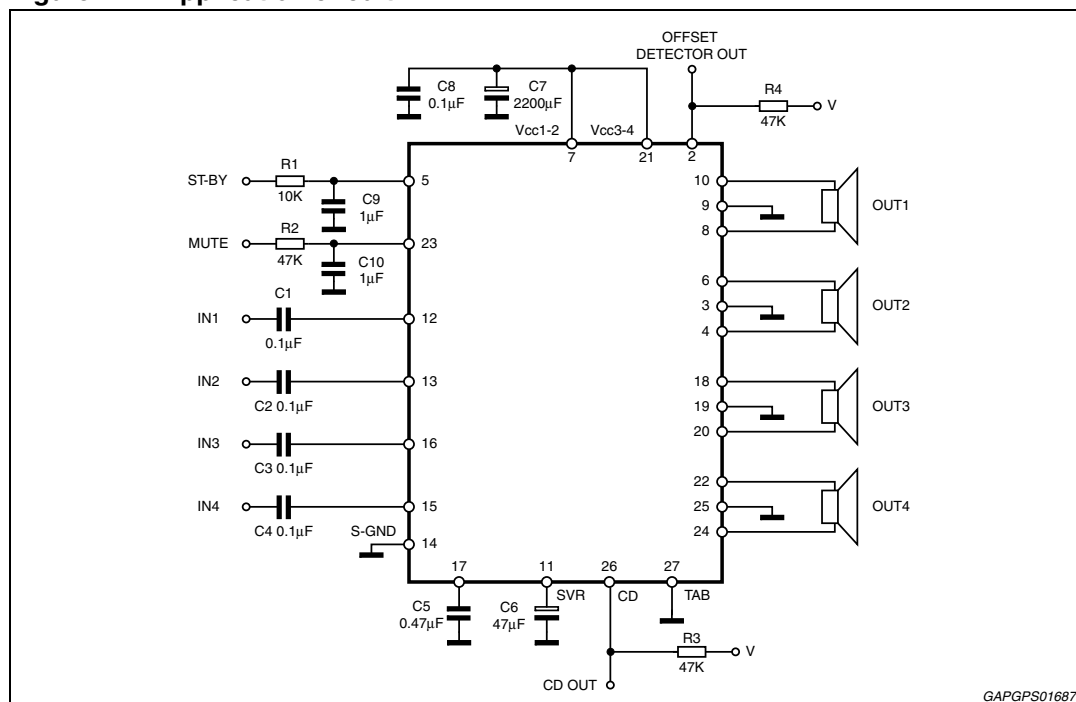 OFFSET
DETECTOR OUT
C8
0.1µF
C7
2200µF
R4
47K
V
Vcc1-2
Vcc3-4
7
21
2
ST-BY
R1
10K
5
C9
1µF
MUTE
R2
47K
23
C10
1µF
IN1
C1
0.1µF
12
IN2
C2 0.1µF
13
IN3
C3 0.1µF
16
IN4
C4 0.1µF
15
S-GND
14
10
9
8
OUT1
6
3
4
OUT2
18
19
20
OUT3
22
25
24
OUT4
17
11
26
27
C5
0.47µF
C6
47µF
SVR
CD
TAB
R3
47K
V
CD OUT
GAPGPS01687